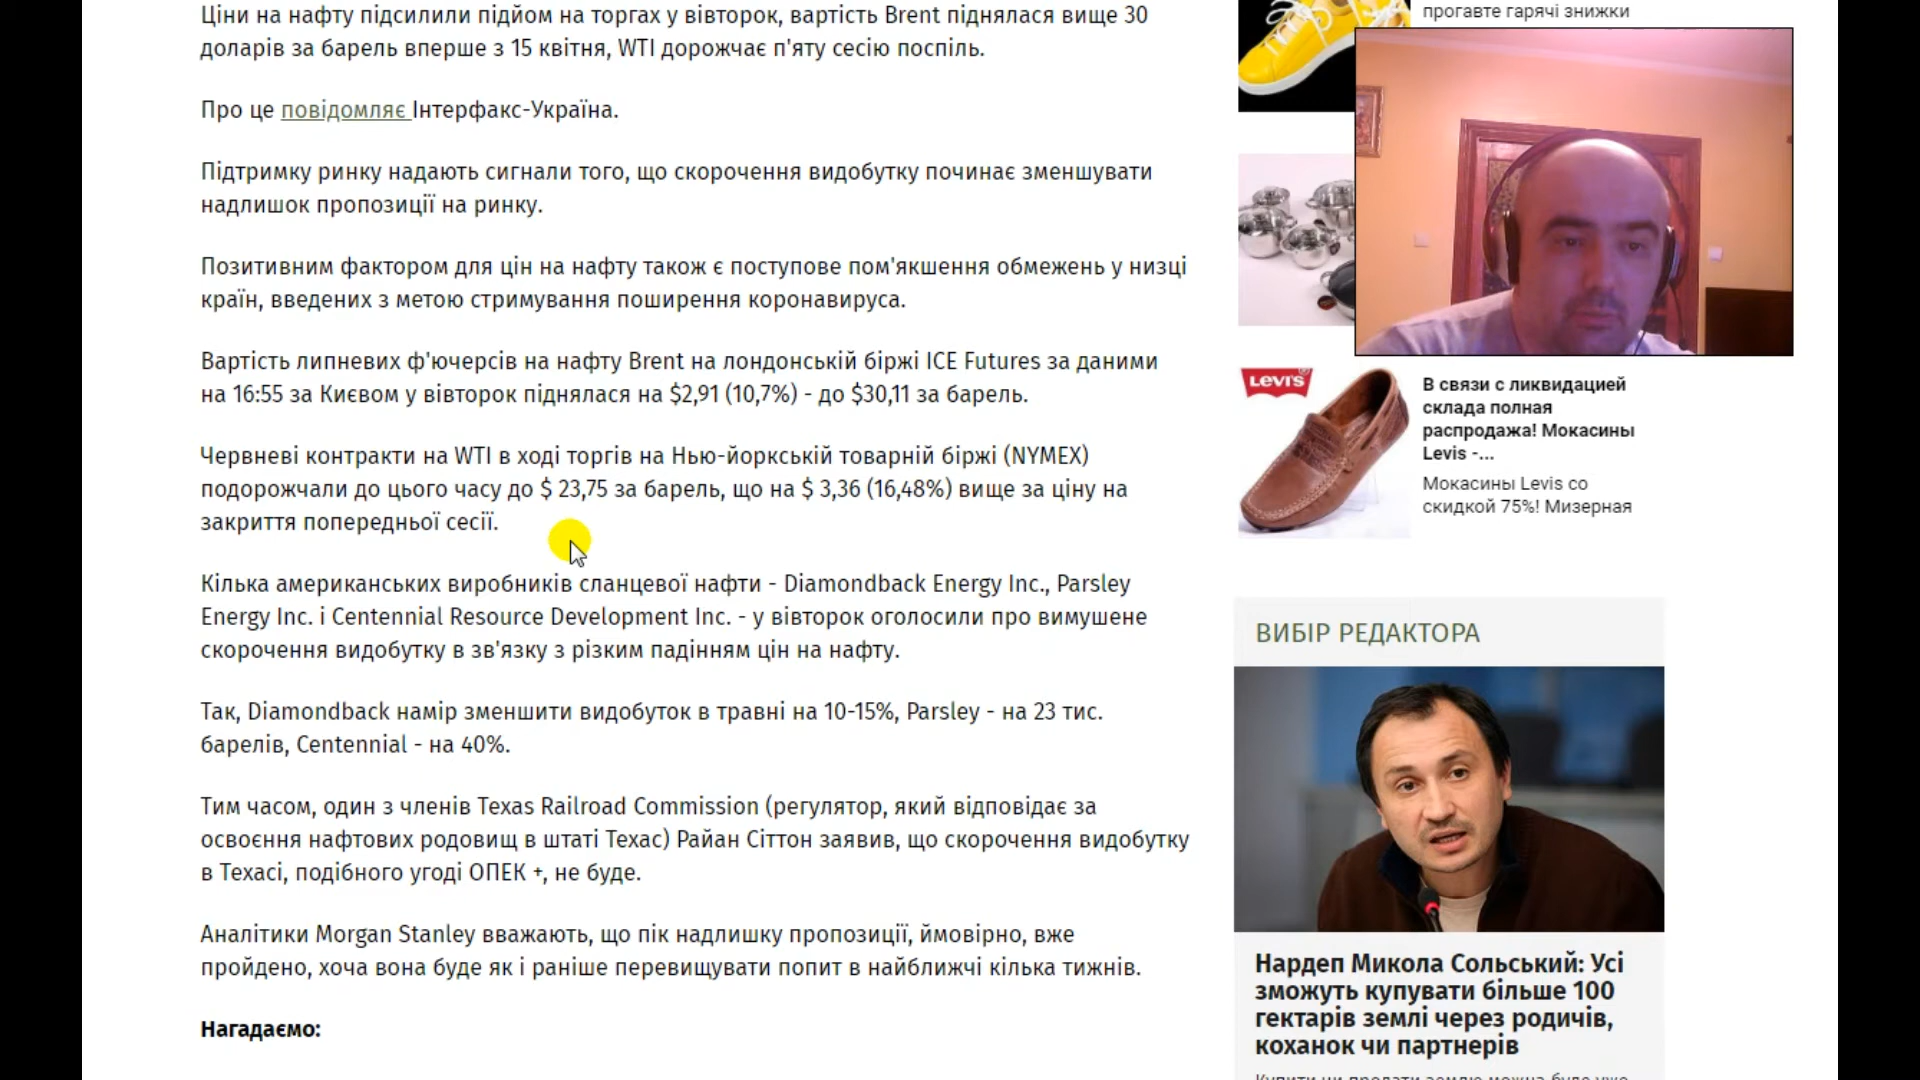 Ціни на нафту підсилили підйом на торгах у вівторок, вартість Brent піднялася вище 30
доларів за барель вперше з 15 квітня, WTI дорожчає п'яту сесію поспіль.
Про це повідомляє Інтерфакс-Україна.
Підтримку ринку надають сигнали того, що скорочення видобутку починає зменшувати
надлишок пропозиції на ринку.
Позитивним фактором для цін на нафту також є поступове пом'якшення обмежень у низці
країн, введених з метою стримування поширення коронавируса.
Вартість липневих ф'ючерсів на нафту Brent на лондонській біржі ICE Futures за даними
на 16:55 за Києвом у вівторок піднялася на $2,91 (10,7%) - до $30,11 за барель.
Червневі контракти на WTI в ході торгів на Нью-йоркській товарній біржі (NYMEX)
подорожчали до цього часу до $ 23,75 за барель, що на $ 3,36 (16,48%) вище за ціну на
закриття попередньої сесії.
Кілька американських виробників сланцевої нафти - Diamondback Energy Inc., Parsley
Energy Inc. і Centennial Resource Development Inc. - у вівторок оголосили про вимушене
скорочення видобутку в зв'язку з різким падінням цін на нафту.
Так, Diamondback намір зменшити видобуток в травні на 10-15%, Parsley - на 23 тис.
барелів, Centennial - на 40%.
Тим часом, один з членів Texas Railroad Commission (регулятор, який відповідає за
освоєння нафтових родовищ в штаті Техас) Райан Сіттон заявив, що скорочення видобутку
в Техасі, подібного угоді ОПЕК +, не буде.
Аналітики Morgan Stanley вважають, що пік надлишку пропозиції, ймовірно, вже
пройдено, хоча вона буде як і раніше перевищувати попит в найближчі кілька тижнів.
Нагадаємо:
прогавте гарячі знижки
LEVI'S
В связи с ликвидацией
склада полная
распродажа! Мокасины
Levis -...
Мокасины Levis со
скидкой 75%! Мизерная
ВИБІР РЕДАКТОРА
Нардеп Микола Сольський: Усі
зможуть купувати більше 100
гектарів землі через родичів,
коханок чи партнерів